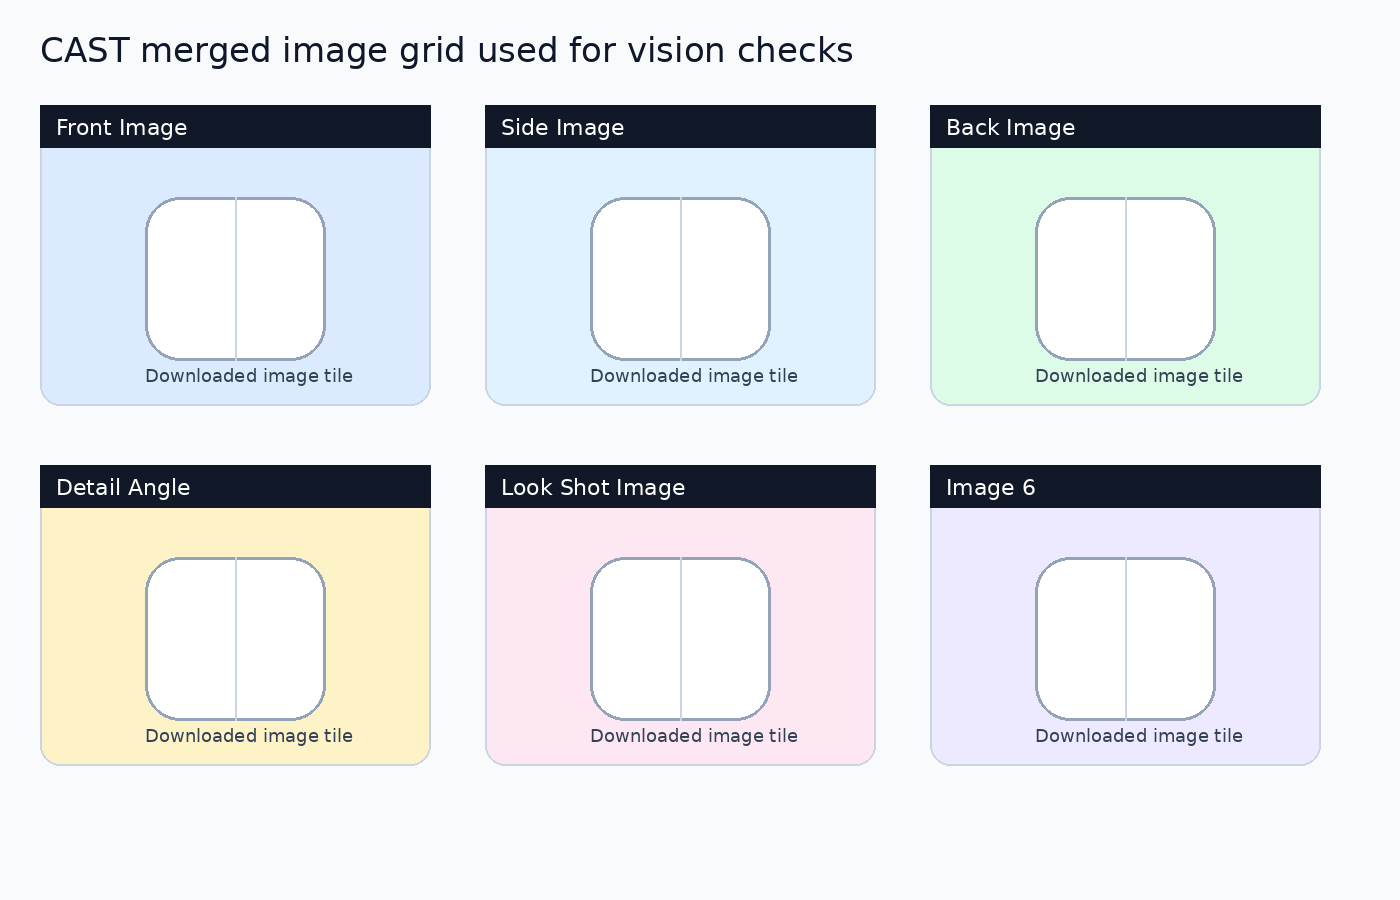 CAST merged image grid used for vision checks
Front Image
Side Image
Back Image
Downloaded image tile
Downloaded image tile
Downloaded image tile
Detail Angle
Look Shot Image
Image 6
Downloaded image tile
Downloaded image tile
Downloaded image tile